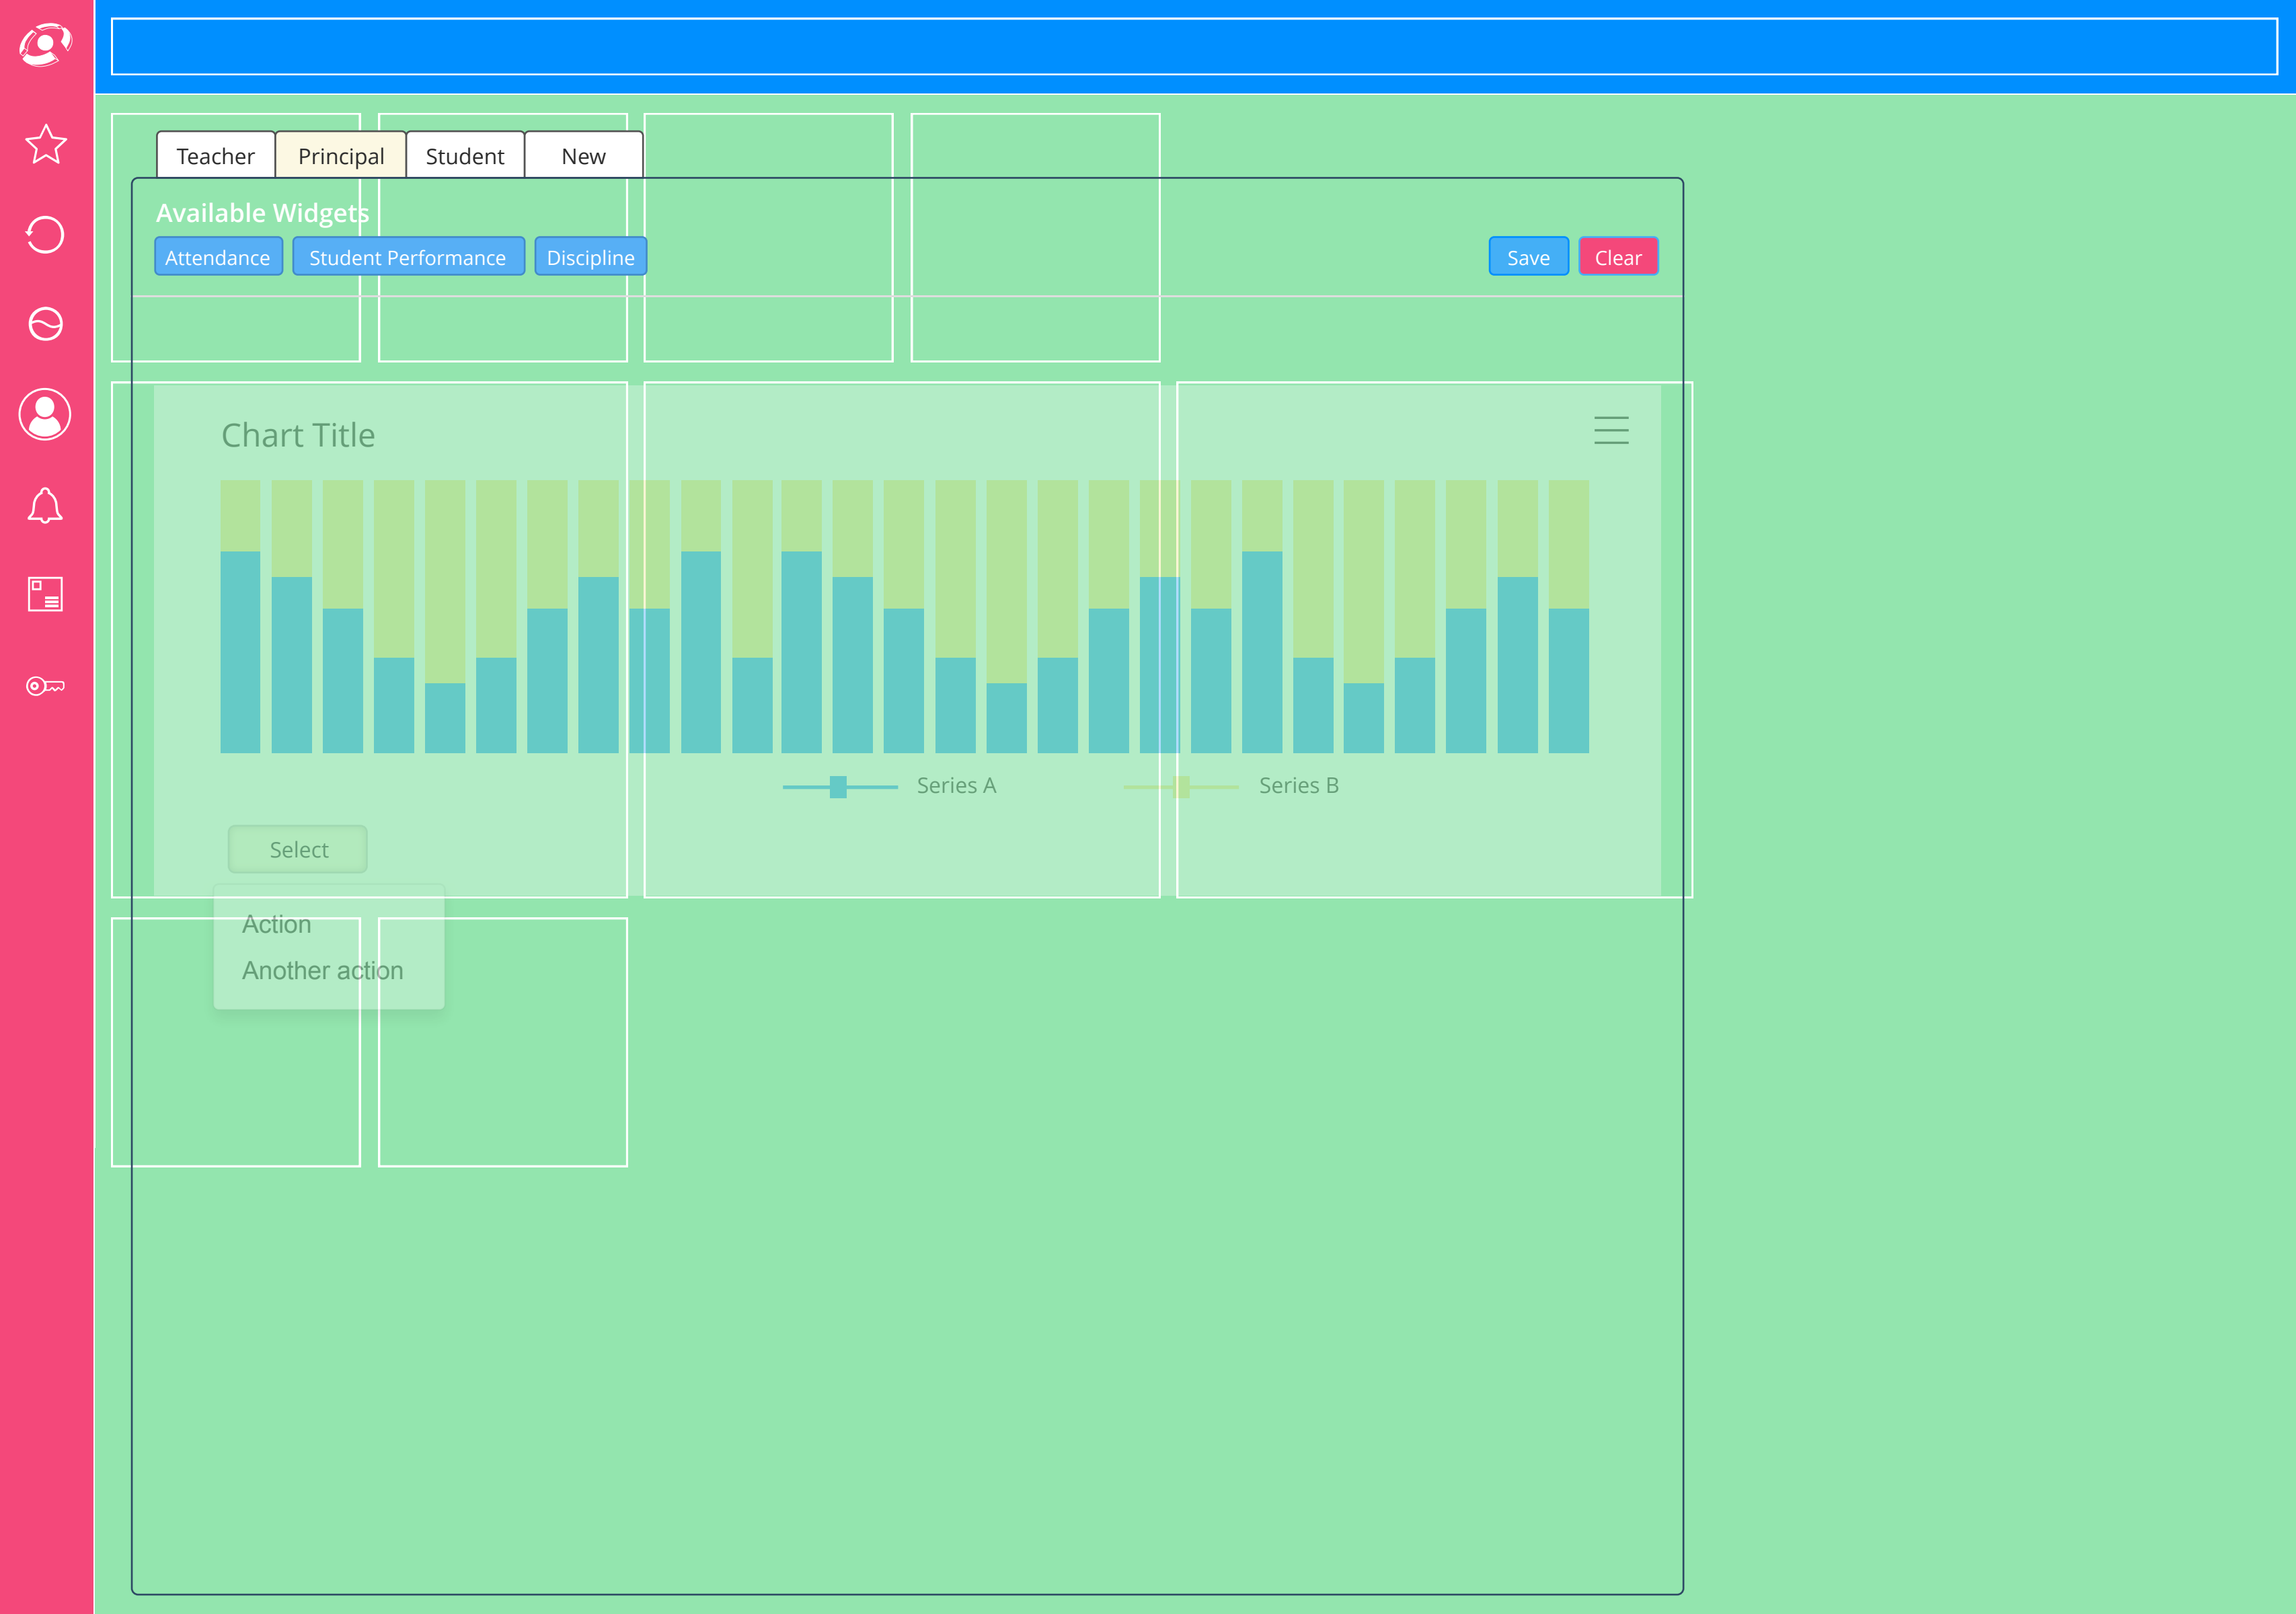 Teacher Principal Student New
Available Widgets
Attendance Student Performance Discipline Save Clear
Chart Title
Series A Series B
Select
Action
Another action